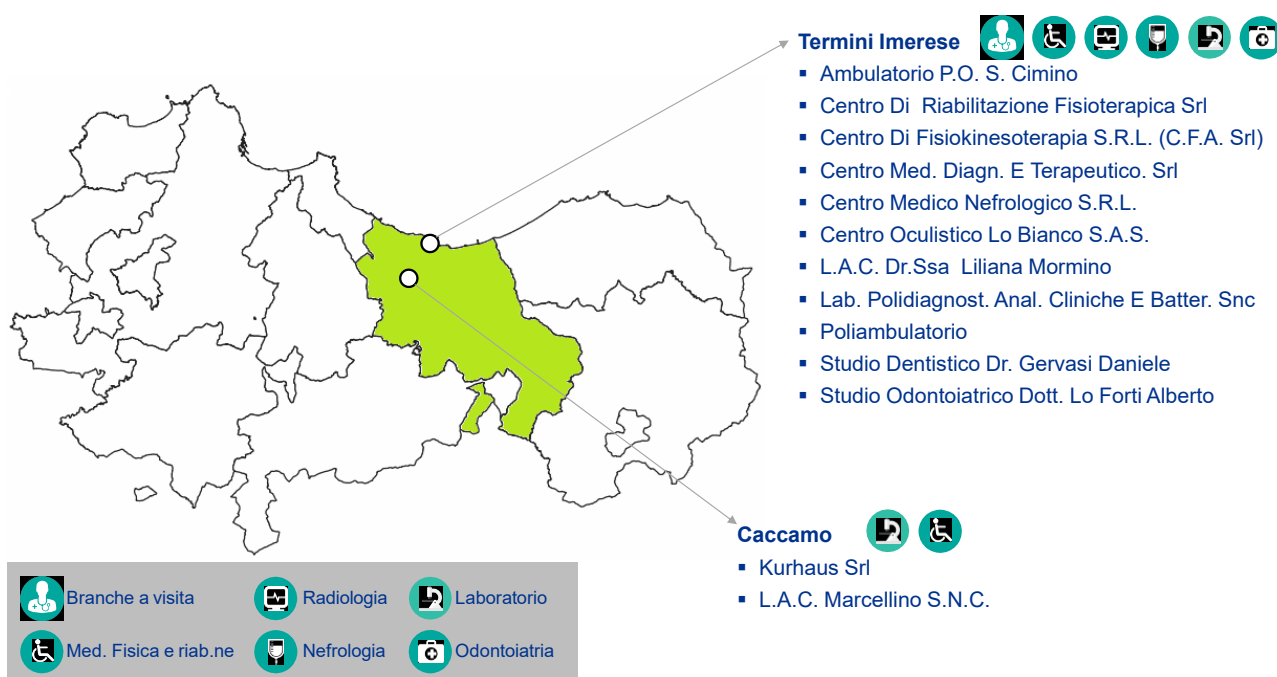 Termini Imerese
▪ Ambulatorio P.O. S. Cimino
▪ Centro Di Riabilitazione Fisioterapica Srl
▪ Centro Di Fisiokinesoterapia S.R.L. (C.F.A. Srl)
▪ Centro Med. Diagn. E Terapeutico. Srl
▪ Centro Medico Nefrologico S.R.L.
▪ Centro Oculistico Lo Bianco S.A.S.
▪ L.A.C. Dr.Ssa Liliana Mormino
▪ Lab. Polidiagnost. Anal. Cliniche E Batter. Snc
▪ Poliambulatorio
▪ Studio Dentistico Dr. Gervasi Daniele
▪ Studio Odontoiatrico Dott. Lo Forti Alberto
Caccamo
▪ Kurhaus Srl
▪ L.A.C. Marcellino S.N.C.
Branche a visita Radiologia Laboratorio
Med. Fisica e riab.ne Nefrologia Odontoiatria